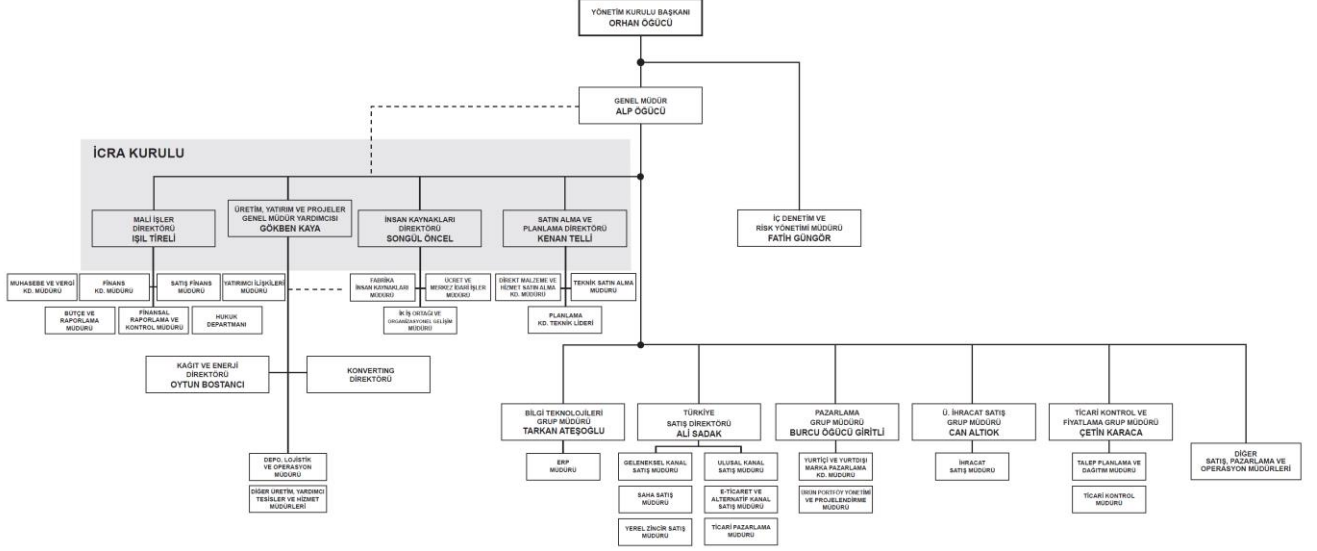 YÖNETİM KURULU BAŞKANI
ORHAN ÖGÜCÜ
GENEL MÜDÜR
ALP ÖGÜCÜ
İCRA KURULU
MALİ İŞLER
DİREKTÖRÜ
IŞIL TİRELİ
ÜRETİM, YATIRIM VE PROJELER
GENEL MÜDÜR YARDIMCISI
GÖKBEN KAYA
İNSAN KAYNAKLARI
DİREKTÖRÜ
SONGÜL ÖNCEL
SATIN ALMA VE
PLANLAMA DİREKTÖRÜ
KENAN TELLİ
İÇ DENETİM VE
RİSK YÖNETİMİ MÜDÜRÜ
FATİH GÜNGÖR
MUHASEBE VE VERGİ
KD. MÜDÜRÜ
FİNANS
KD. MÜDÜRÜ
SATIŞ FİNANS
MÜDÜRÜ
YATIRIMCI İLİŞKİLERİ
MÜDÜRÜ
FABRİKA
İNSAN KAYNAKLARI
MÜDÜRÜ
ÜCRET VE
MERKEZ İDARİ İŞLER
MÜDÜRÜ
DİREKT MALZEME VE
HİZMET SATIN ALMA
KD. MÜDÜRÜ
TEKNİK SATIN ALMA
MÜDÜRÜ
BÜTÇE VE
RAPORLAMA
MÜDÜRÜ
FİNANSAL
RAPORLAMA VE
KONTROL MÜDÜRÜ
HUKUK
DEPARTMANI
İK İŞ ORTAĞI VE
ORGANİZASYONEL GELİŞİM
MÜDÜRÜ
PLANLAMA
KD. TEKNİK LİDERİ
KAĞIT VE ENERJİ
DİREKTÖRÜ
OYTUN BOSTANCI
KONVERTING
DİREKTÖRÜ
DEPO, LOJİSTİK
VE OPERASYON
MÜDÜRÜ
DİĞER ÜRETİM, YARDIMCI
TESİSLER VE HİZMET
MÜDÜRLERİ
BİLGİ TEKNOLOJİLERİ
GRUP MÜDÜRÜ
TARKAN ATEŞOĞLU
TÜRKİYE
SATIŞ DİREKTÖRÜ
ALİ SADAK
PAZARLAMA
GRUP MÜDÜRÜ
BURCU ÖGÜCÜ GİRİTLİ
Ü. İHRACAT SATIŞ
GRUP MÜDÜRÜ
CAN ALTIOK
TİCARİ KONTROL VE
FİYATLAMA GRUP MÜDÜRÜ
ÇETİN KARACA
DİĞER
SATIŞ, PAZARLAMA VE
OPERASYON MÜDÜRLERİ
ERP
MÜDÜRÜ
GELENEKSEL KANAL
SATIŞ MÜDÜRÜ
ULUSAL KANAL
SATIŞ MÜDÜRÜ
YURTİÇİ VE YURTDIŞI
MARKA PAZARLAMA
KD. MÜDÜRÜ
İHRACAT
SATIŞ MÜDÜRÜ
TALEP PLANLAMA VE
DAĞITIM MÜDÜRÜ
SAHA SATIŞ
MÜDÜRÜ
E-TİCARET VE
ALTERNATİF KANAL
SATIŞ MÜDÜRÜ
ÜRÜN PORTFÖY YÖNETİMİ
VE PROJELENDİRME
MÜDÜRÜ
TİCARİ KONTROL
MÜDÜRÜ
YEREL ZİNCİR SATIŞ
MÜDÜRÜ
TİCARİ PAZARLAMA
MÜDÜRÜ